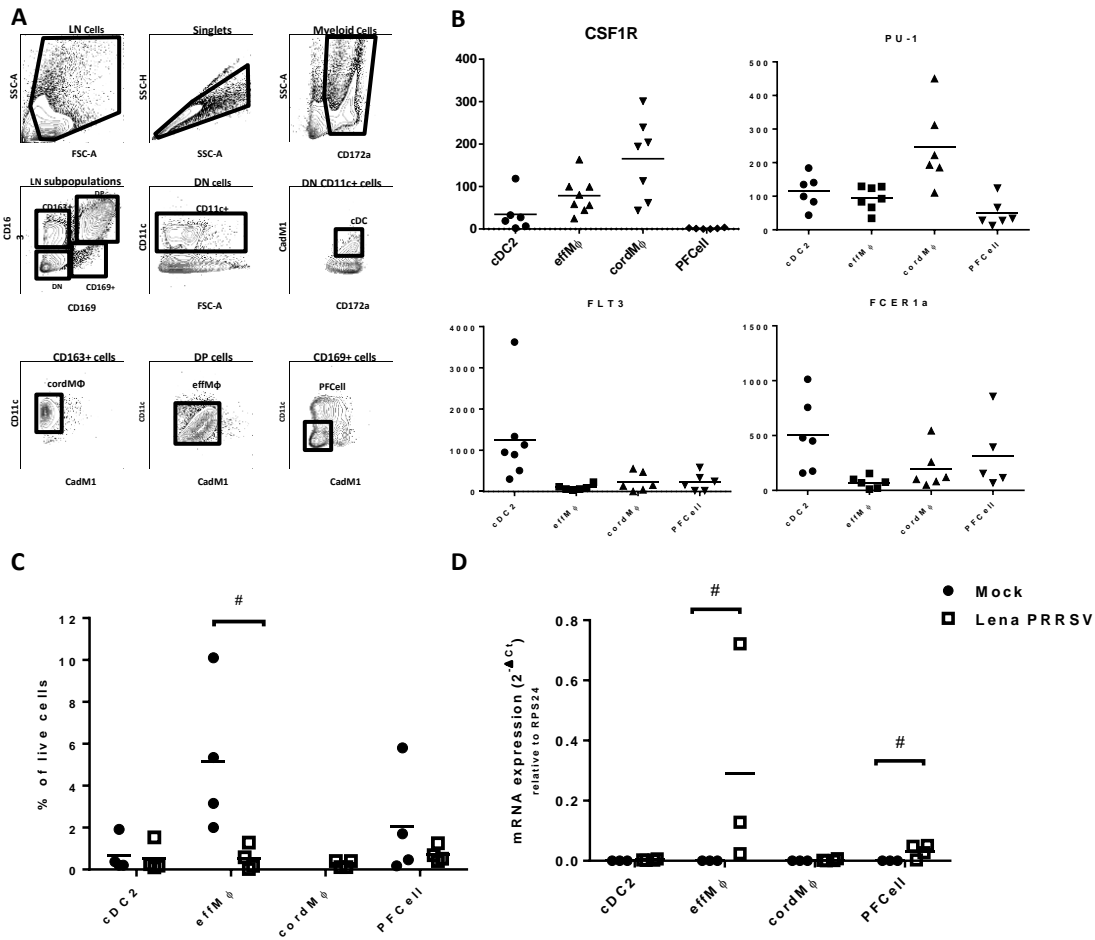 A
LN Cells
SSC-A
FSC-A
Singlets
SSC-H
SSC-A
Myeloid Cells
SSC-A
CD172a
LN subpopulations
CD163+
DP
DN
CD169+
CD16
3
CD169
DN cells
CD11c+
CD11c
FSC-A
DN CD11c+ cells
cDC
CadM1
CD172a
CD163+ cells
cordMΦ
CD11c
CadM1
DP cells
effMϕ
CD11c
CadM1
CD169+ cells
PFCell
CD11c
CadM1
B
CSF1R
400
300
200
100
0
cDC2
effMϕ
cordMϕ
PFCell
PU-1
500
400
300
200
100
0
cDC2
effMϕ
cordMϕ
PFCell
FLT3
4000
3000
2000
1000
0
cDC2
effMϕ
cordMϕ
PFCell
FCER1a
1500
1000
500
0
cDC2
effMϕ
cordMϕ
PFCell
C
% of live cells
12
10
8
6
4
2
0
#
cDC2
effMϕ
cordMϕ
PFCell
D
mRNA expression (2-▲Ct)
relative to RPS24
0.8
0.6
0.4
0.2
0.0
#
#
cDC2
effMϕ
cordMϕ
PFCell
Mock
Lena PRRSV